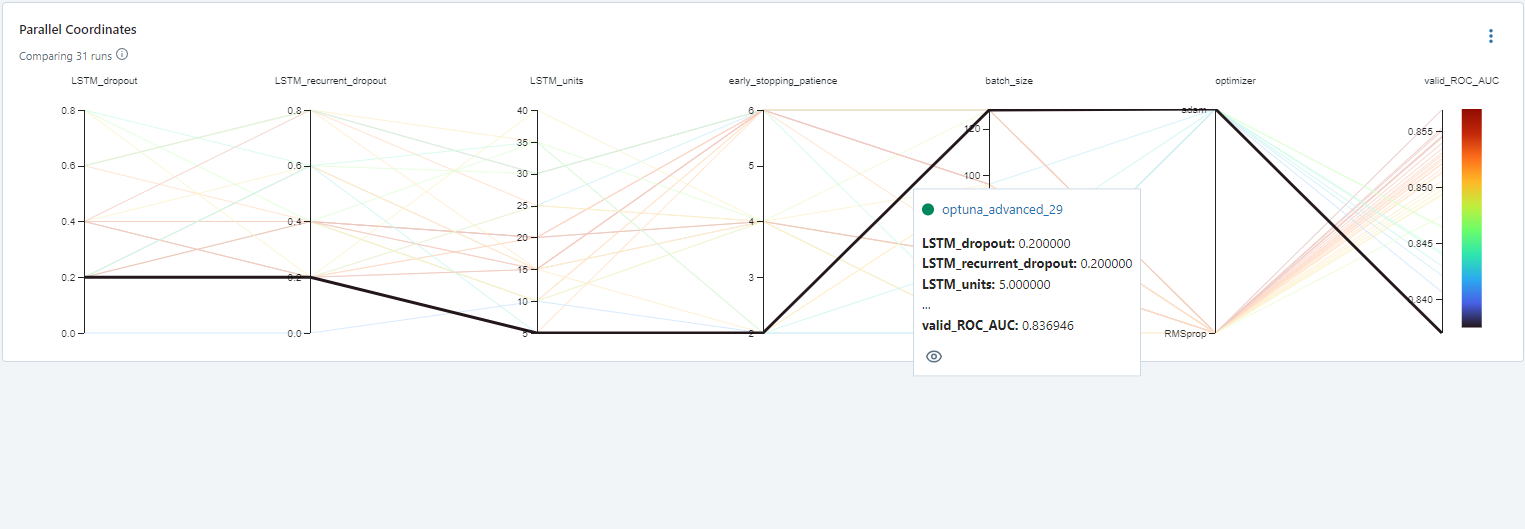 Parallel Coordinates
Comparing 31 runs
LSTM_dropout LSTM_recurrent_dropout LSTM_units early_stopping_patience batch_size optimizer valid_ROC_AUC
0.8 0.8 40 6 adam
35 120 0.855
0.6 0.6 30 5 100
25 0.850
0.4 0.4 20 4
15 0.845
0.2 0.2 10 3
0.840
0.0 0.0 5 2 RMSprop
optuna_advanced_29
LSTM_dropout: 0.200000
LSTM_recurrent_dropout: 0.200000
LSTM_units: 5.000000
...
valid_ROC_AUC: 0.836946